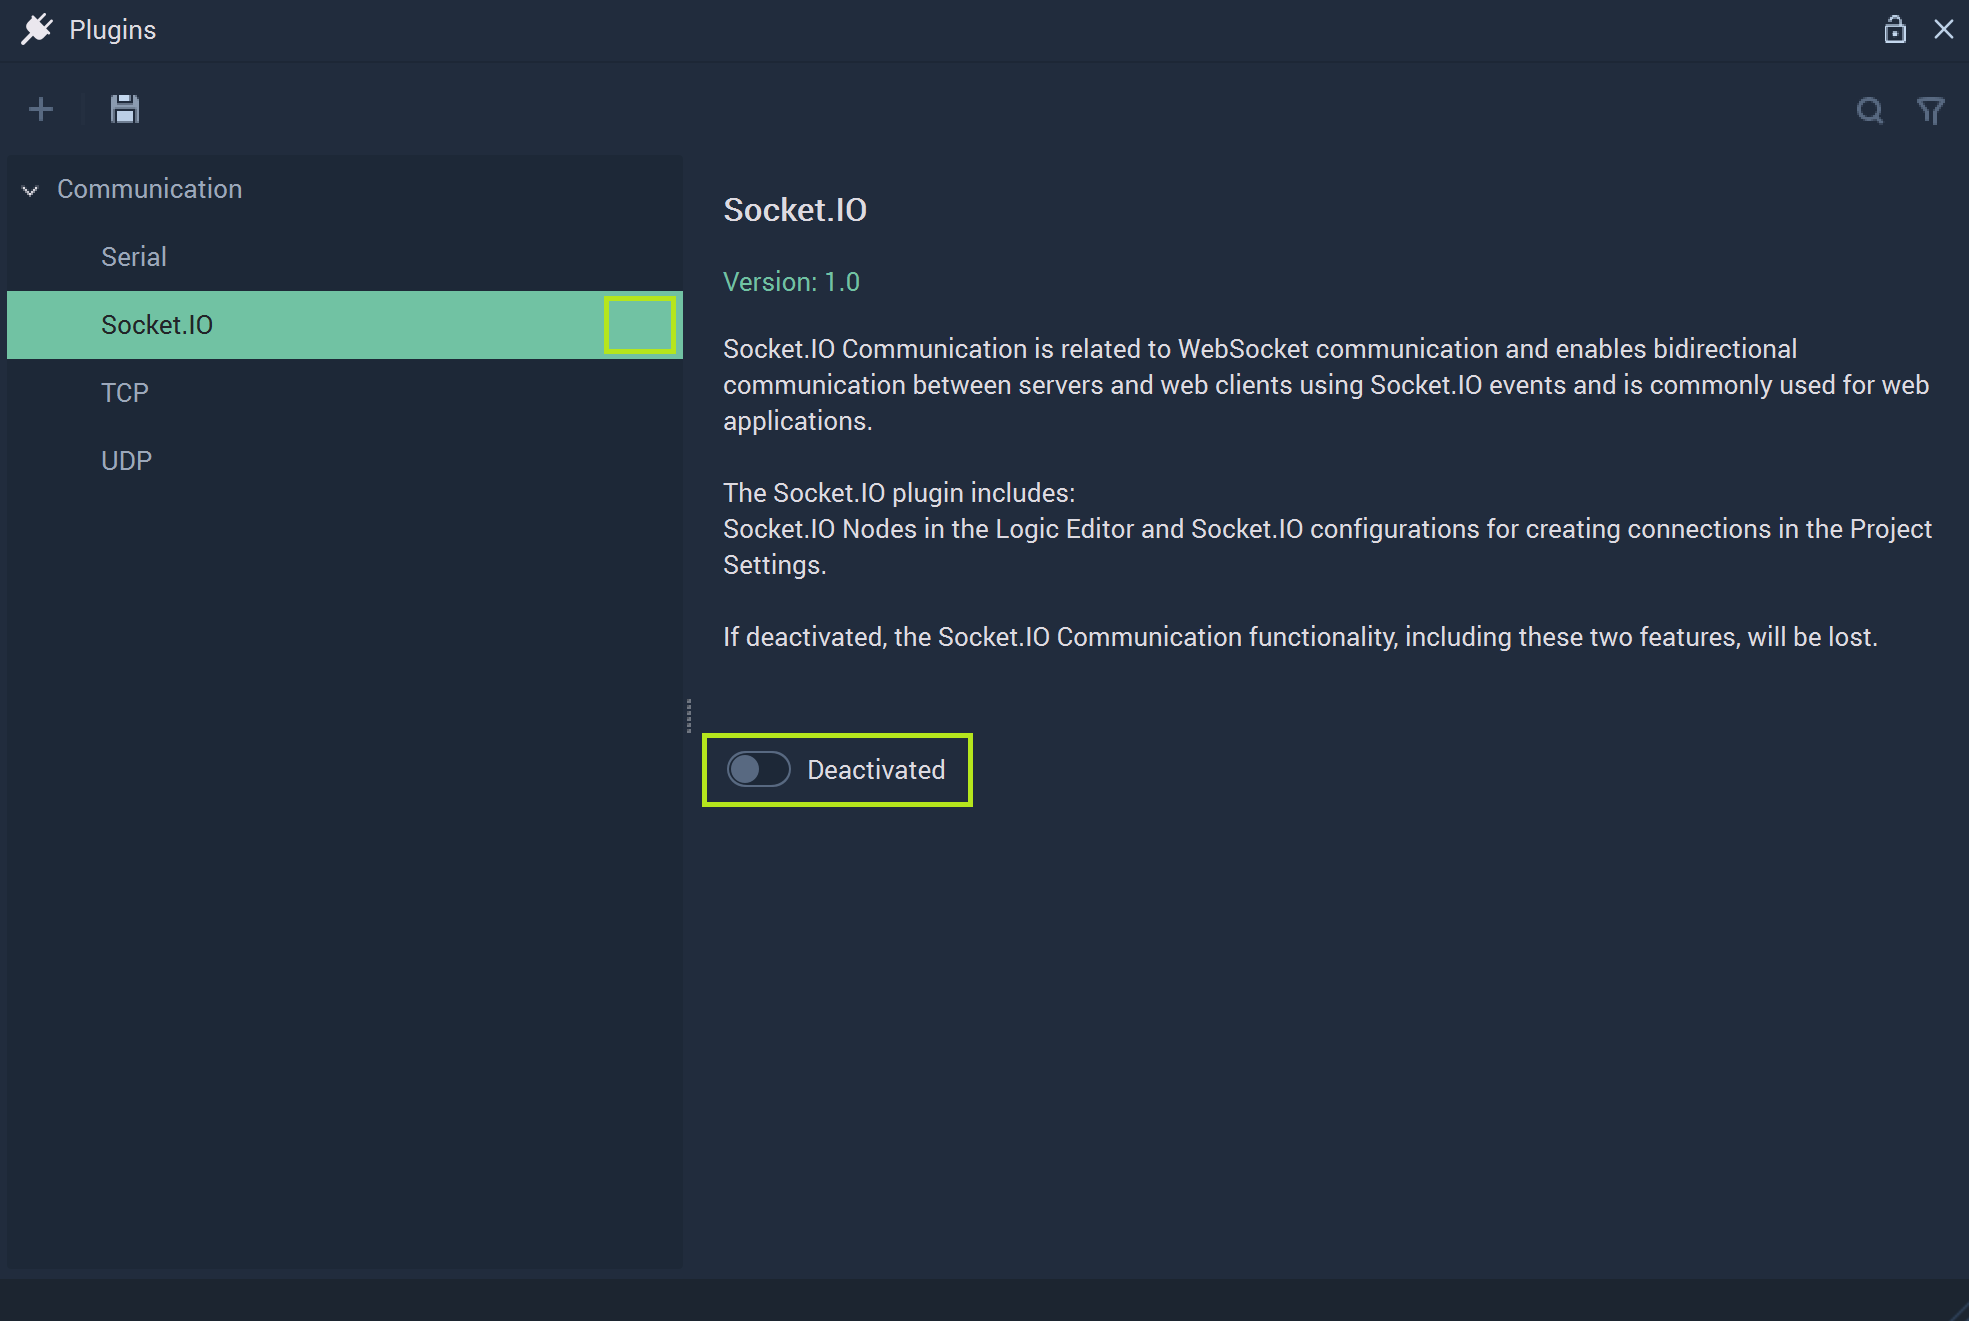 Plugins
Communication
Serial
Socket.IO
TCP
UDP
Socket.IO
Version: 1.0
Socket.IO Communication is related to WebSocket communication and enables bidirectional
communication between servers and web clients using Socket.IO events and is commonly used for web
applications.
The Socket.IO plugin includes:
Socket.IO Nodes in the Logic Editor and Socket.IO configurations for creating connections in the Project
Settings.
If deactivated, the Socket.IO Communication functionality, including these two features, will be lost.
Deactivated